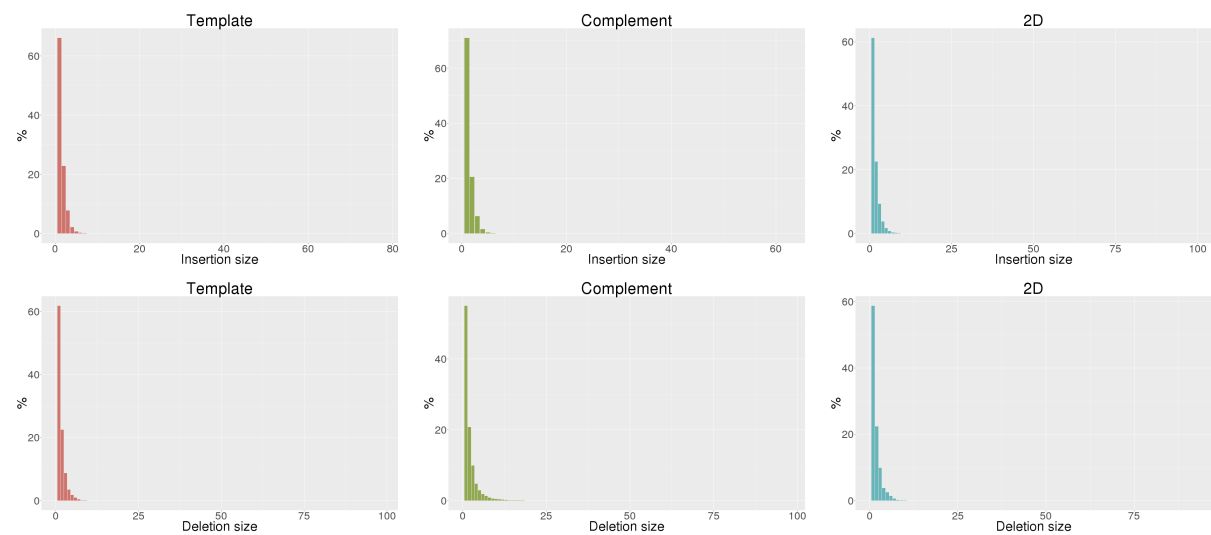 Template Complement 2D
% 60 40 20 0 % 60 40 20 0 % 60 40 20 0
0 20 40 60 80 0 20 40 60 0 25 50 75 100
Insertion size Insertion size Insertion size
Template Complement 2D
% 60 40 20 0 % 40 20 0 % 60 40 20 0
0 25 50 75 100 0 25 50 75 100 0 25 50 75
Deletion size Deletion size Deletion size